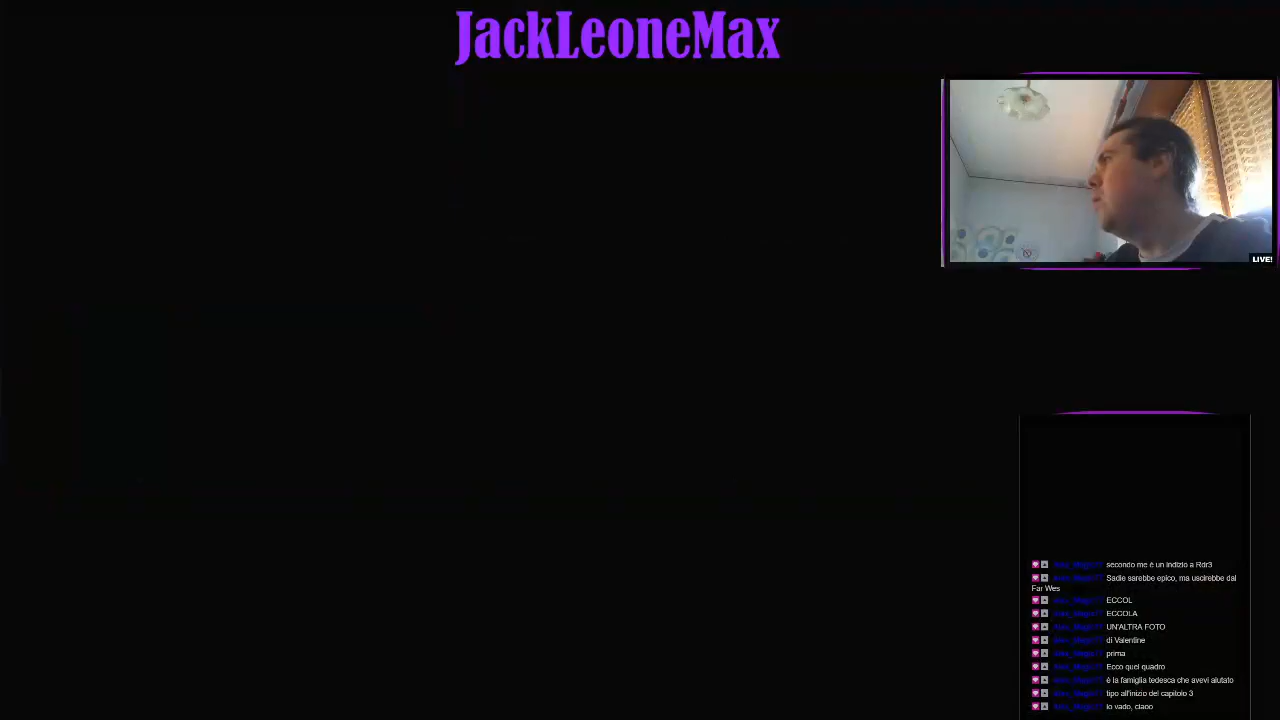 JackLeoneMax
LIVE!
secondo me è un indizio a Rdr3
Sadie sarebbe epico, ma uscirebbe dal
Far Wes
ECCOL
ECCOLA
UN'ALTRA FOTO
di Valentine
prima
Ecco quel quadro
è la famiglia tedesca che avevi aiutato
tipo all'inizio del capitolo 3
Io vado, ciaoo